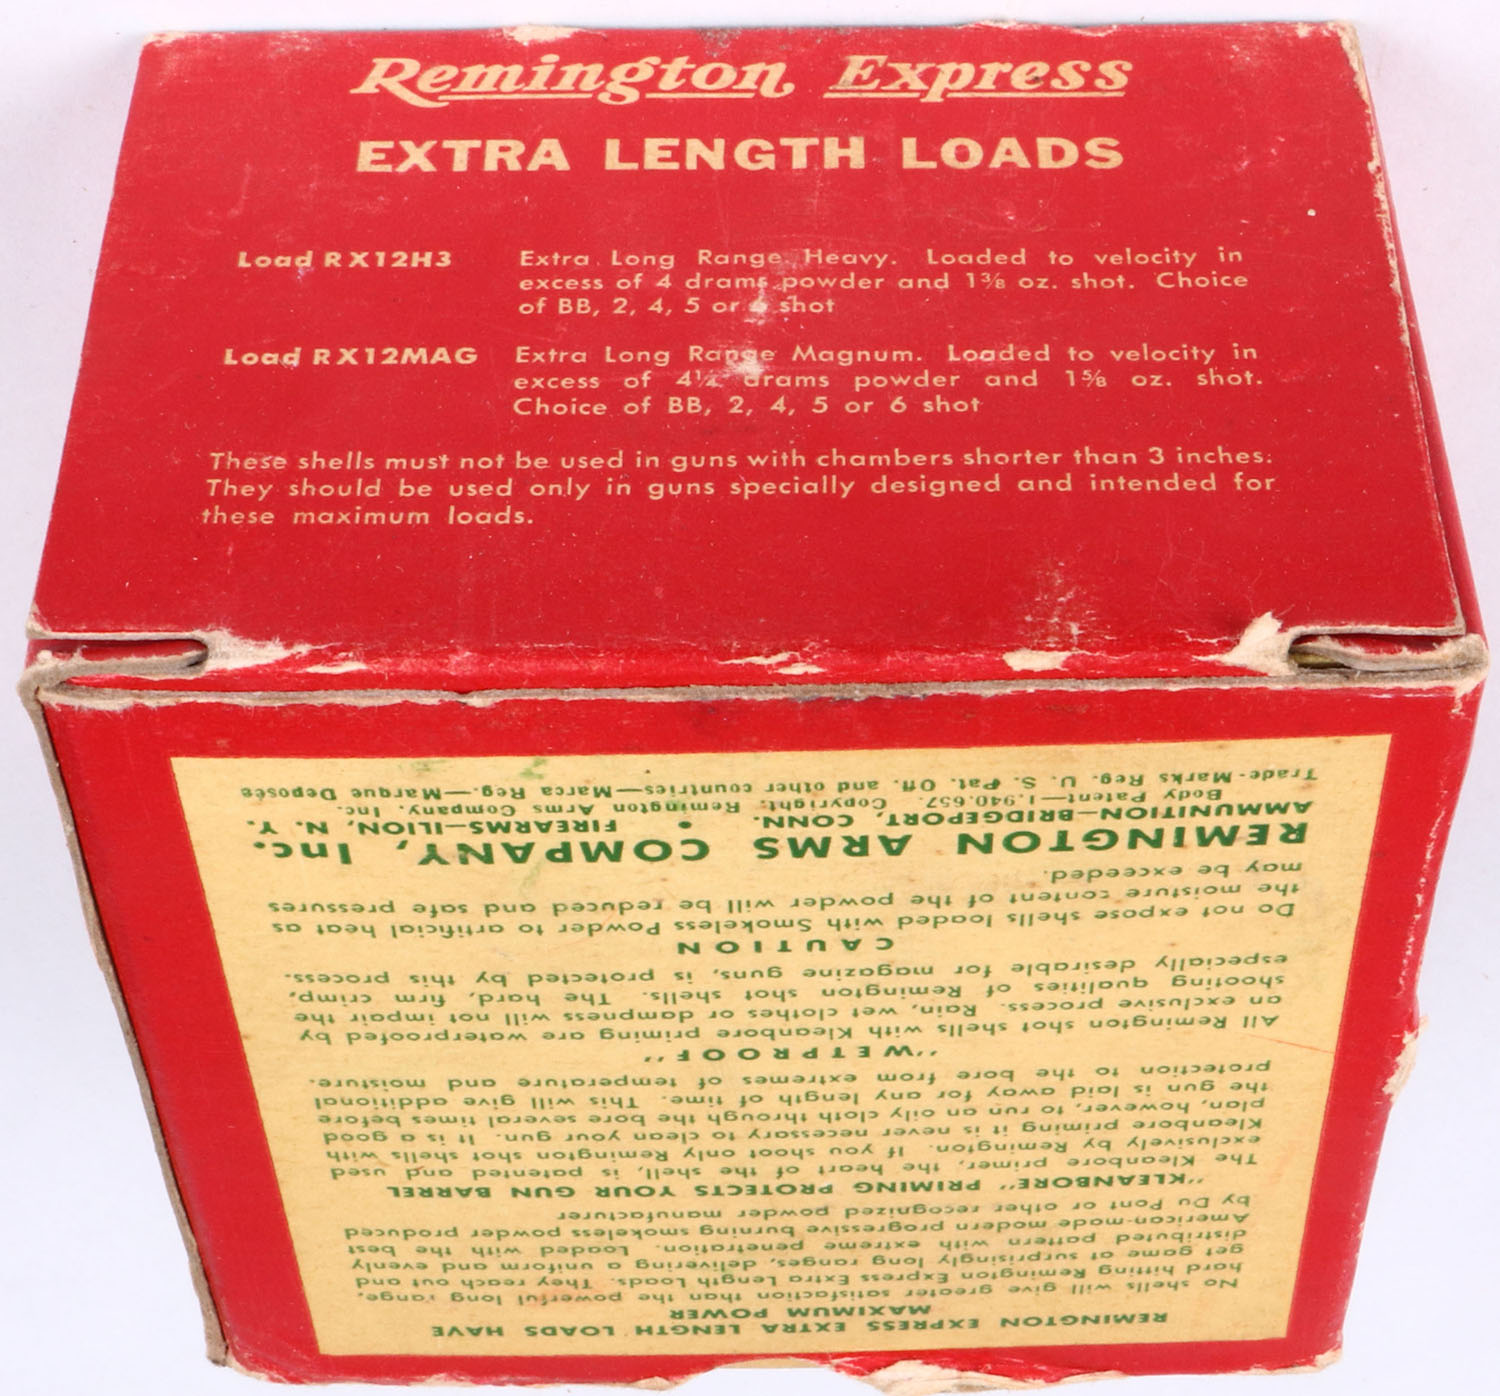 Remington Express
EXTRA LENGTH LOADS
Load RX12H3 Extra Long Range Heavy. Loaded to velocity in
excess of 4 drams powder and 1⅜ oz. shot. Choice
of BB, 2, 4, 5 or 6 shot
Load RX12MAG Extra Long Range Magnum. Loaded to velocity in
excess of 4¼ drams powder and 1⅝ oz. shot.
Choice of BB, 2, 4, 5 or 6 shot
These shells must not be used in guns with chambers shorter than 3 inches.
They should be used only in guns specially designed and intended for
these maximum loads.
REMINGTON EXPRESS EXTRA LENGTH LOADS HAVE
MAXIMUM POWER
No shells will give greater satisfaction than the powerful long range,
hard hitting Remington Express Extra Length Loads. They reach out and
get game at surprisingly long ranges, delivering a uniform and evenly
distributed pattern with extreme penetration. Loaded with the best
American-made modern progressive burning smokeless powder produced
by Du Pont or other recognized powder manufacturer
"KLEANBORE" PRIMING PROTECTS YOUR GUN BARREL
The Kleanbore primer, the heart of the shell, is patented and used
exclusively by Remington. If you shoot only Remington shot shells with
Kleanbore priming it is never necessary to clean your gun. It is a good
plan, however, to run an oily cloth through the bore several times before
the gun is laid away for any length of time. This will give additional
protection to the bore from extremes of temperature and moisture.
"WETPROOF"
All Remington shot shells with Kleanbore priming are waterproofed by
an exclusive process. Rain, wet clothes or dampness will not impair the
shooting qualities of Remington shot shells. The hard, firm crimp,
especially desirable for magazine guns, is protected by this process.
CAUTION
Do not expose shells loaded with Smokeless Powder to artificial heat as
the moisture content of the powder will be reduced and safe pressures
may be exceeded.
REMINGTON ARMS COMPANY, Inc.
AMMUNITION—BRIDGEPORT, CONN. • FIREARMS—ILION, N. Y.
Body Patent—1,940,657. Copyright: Remington Arms Company, Inc.
Trade-Marks Reg. U. S. Pat. Off. and other countries—Marca Reg.—Marque Deposée